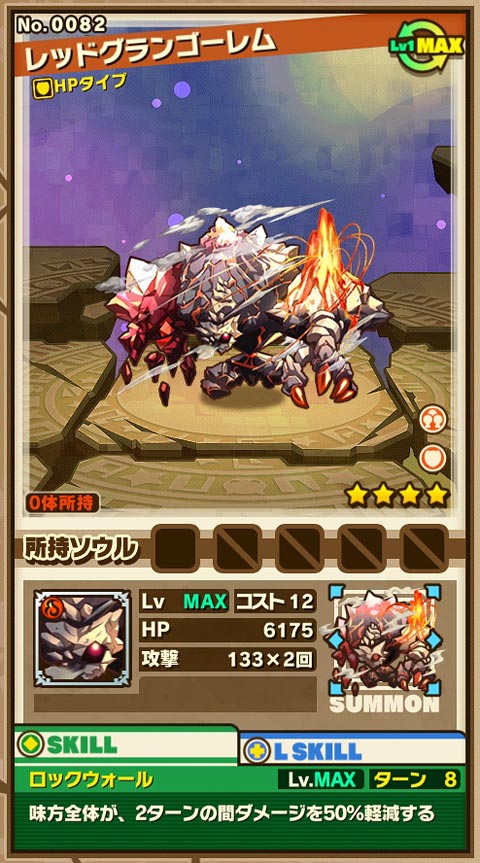 No.0082
レッドグランゴーレム
Lv1 MAX
HPタイプ
0体所持
所持ソウル
Lv MAX コスト 12
HP 6175
攻撃 133×2回
SUMMON
SKILL
L SKILL
ロックウォール Lv.MAX ターン 8
味方全体が、2ターンの間ダメージを50%軽減する